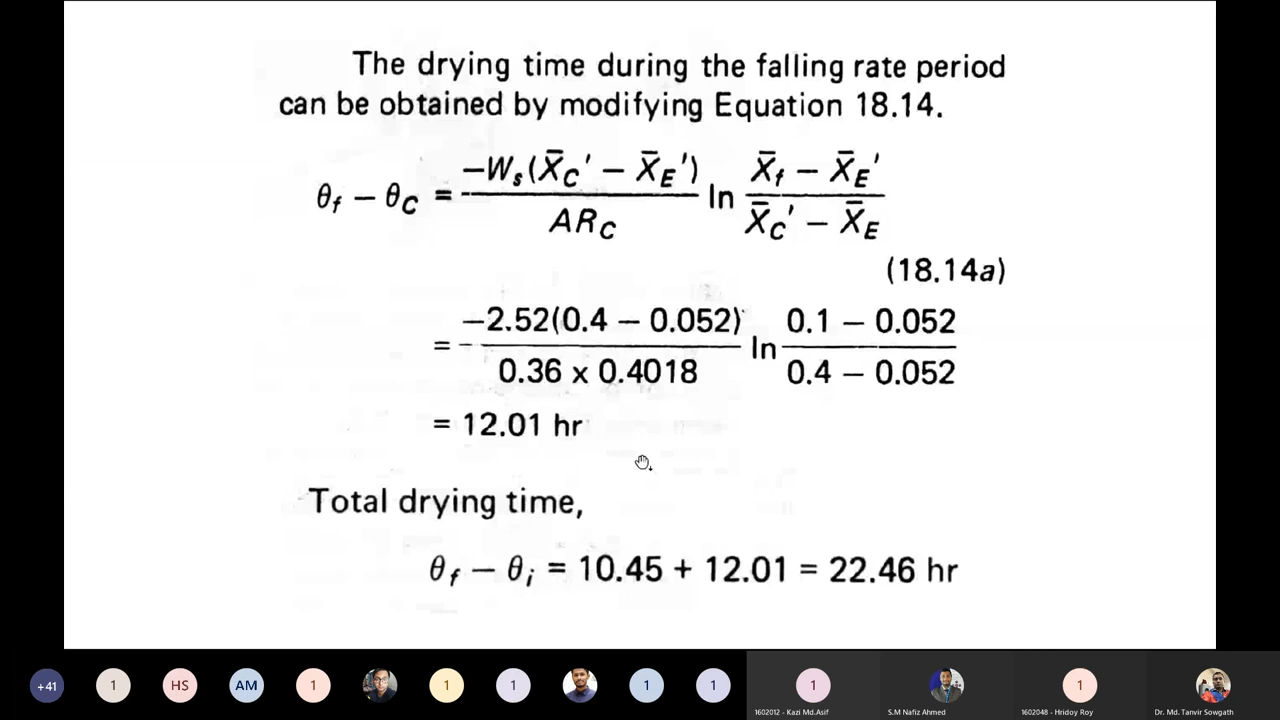 The drying time during the falling rate period
can be obtained by modifying Equation 18.14.
θf − θC = −Ws(X̄C′ − X̄E′) / ARC ln X̄f − X̄E′ / X̄C′ − X̄E
(18.14a)
= −2.52(0.4 − 0.052) / 0.36 x 0.4018 ln 0.1 − 0.052 / 0.4 − 0.052
= 12.01 hr
Total drying time,
θf − θi = 10.45 + 12.01 = 22.46 hr
+41 1 HS AM 1 1 1 1 1 1 1
1602012 - Kazi Md.Asif S.M Nafiz Ahmed 1602048 - Hridoy Roy Dr. Md. Tanvir Sowgath